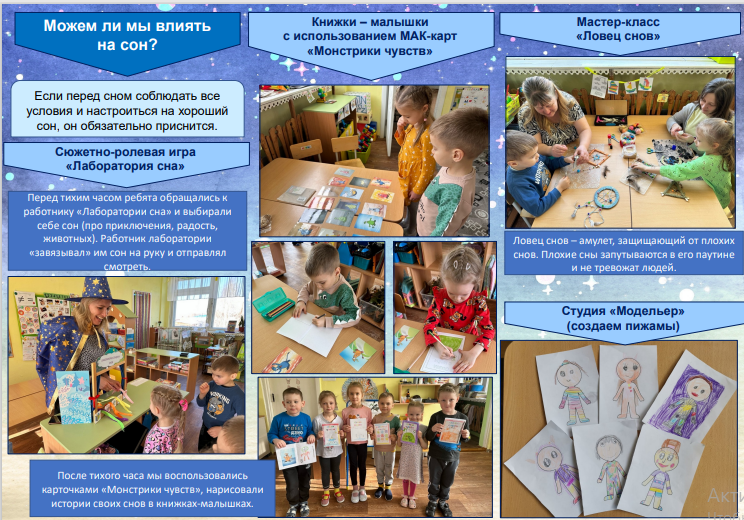 Можем ли мы влиять
на сон?
Если перед сном соблюдать все
условия и настроиться на хороший
сон, он обязательно приснится.
Сюжетно-ролевая игра
«Лаборатория сна»
Перед тихим часом ребята обращались к
работнику «Лаборатории сна» и выбирали
себе сон (про приключения, радость,
животных). Работник лаборатории
«завязывал» им сон на руку и отправлял
смотреть.
После тихого часа мы воспользовались
карточками «Монстрики чувств», нарисовали
истории своих снов в книжках-малышках.
Книжки – малышки
с использованием МАК-карт
«Монстрики чувств»
Мастер-класс
«Ловец снов»
Ловец снов – амулет, защищающий от плохих
снов. Плохие сны запутываются в его паутине
и не тревожат людей.
Студия «Модельер»
(создаем пижамы)